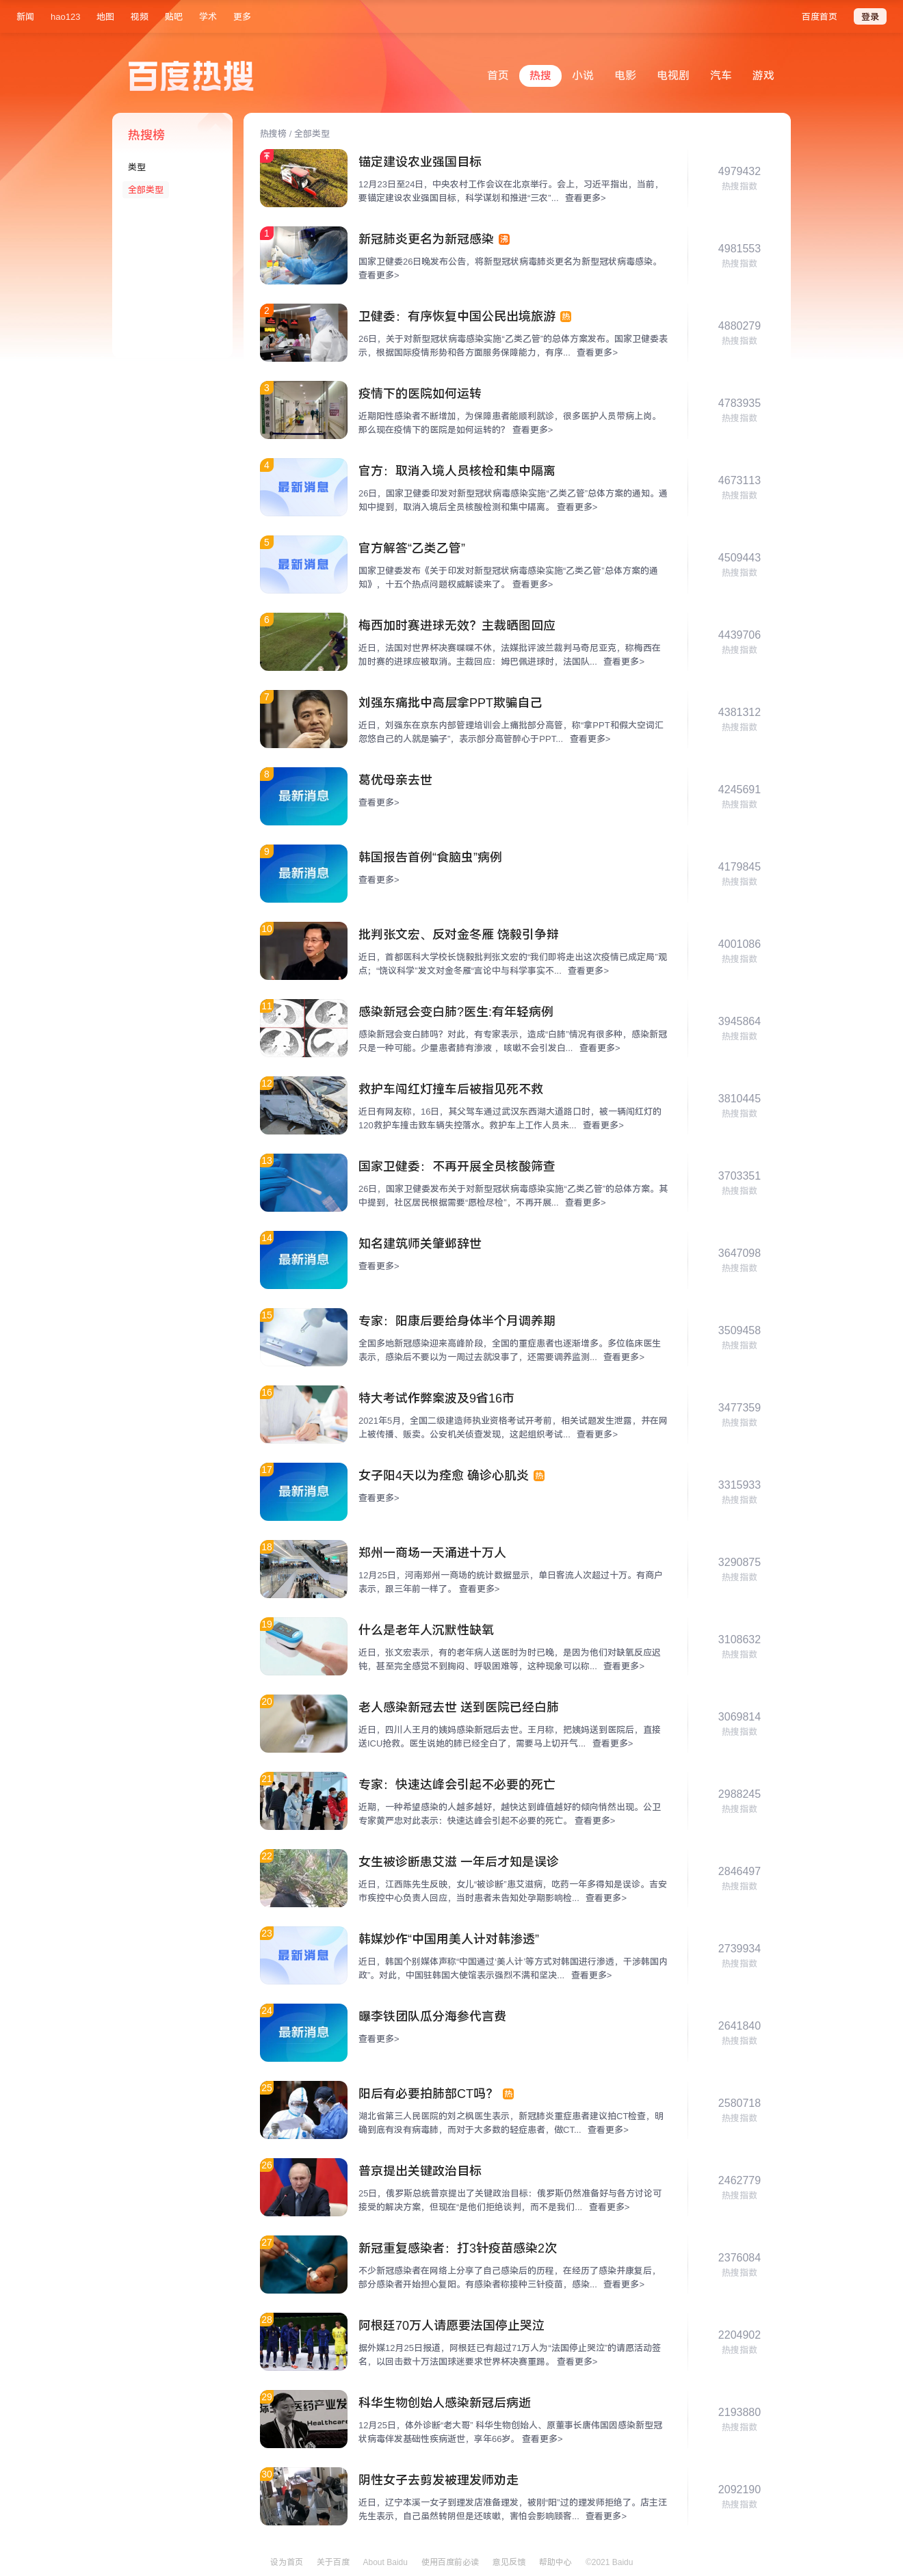 新闻 hao123 地图 视频 贴吧 学术 更多 百度首页 登录
百度热搜
首页 热搜 小说 电影 电视剧 汽车 游戏
热搜榜
类型
全部类型
热搜榜 / 全部类型
锚定建设农业强国目标
12月23日至24日，中央农村工作会议在北京举行。会上，习近平指出，当前，
要锚定建设农业强国目标，科学谋划和推进“三农”... 查看更多>
4979432
热搜指数
1
新冠肺炎更名为新冠感染 沸
国家卫健委26日晚发布公告，将新型冠状病毒肺炎更名为新型冠状病毒感染。
查看更多>
4981553
热搜指数
2
卫健委：有序恢复中国公民出境旅游 热
26日，关于对新型冠状病毒感染实施“乙类乙管”的总体方案发布。国家卫健委表
示，根据国际疫情形势和各方面服务保障能力，有序... 查看更多>
4880279
热搜指数
3
疫情下的医院如何运转
近期阳性感染者不断增加，为保障患者能顺利就诊，很多医护人员带病上岗。
那么现在疫情下的医院是如何运转的？ 查看更多>
4783935
热搜指数
4
最新消息
官方：取消入境人员核检和集中隔离
26日，国家卫健委印发对新型冠状病毒感染实施“乙类乙管”总体方案的通知。通
知中提到，取消入境后全员核酸检测和集中隔离。 查看更多>
4673113
热搜指数
5
最新消息
官方解答“乙类乙管”
国家卫健委发布《关于印发对新型冠状病毒感染实施“乙类乙管”总体方案的通
知》，十五个热点问题权威解读来了。 查看更多>
4509443
热搜指数
6
梅西加时赛进球无效？主裁晒图回应
近日，法国对世界杯决赛喋喋不休，法媒批评波兰裁判马奇尼亚克，称梅西在
加时赛的进球应被取消。主裁回应：姆巴佩进球时，法国队... 查看更多>
4439706
热搜指数
7
刘强东痛批中高层拿PPT欺骗自己
近日，刘强东在京东内部管理培训会上痛批部分高管，称“拿PPT和假大空词汇
忽悠自己的人就是骗子”，表示部分高管醉心于PPT... 查看更多>
4381312
热搜指数
8
最新消息
葛优母亲去世
查看更多>
4245691
热搜指数
9
最新消息
韩国报告首例“食脑虫”病例
查看更多>
4179845
热搜指数
10
批判张文宏、反对金冬雁 饶毅引争辩
近日，首都医科大学校长饶毅批判张文宏的“我们即将走出这次疫情已成定局”观
点；“饶议科学”发文对金冬雁“言论中与科学事实不... 查看更多>
4001086
热搜指数
11
感染新冠会变白肺?医生:有年轻病例
感染新冠会变白肺吗？对此，有专家表示，造成“白肺”情况有很多种，感染新冠
只是一种可能。少量患者肺有渗液 ，咳嗽不会引发白... 查看更多>
3945864
热搜指数
12
救护车闯红灯撞车后被指见死不救
近日有网友称，16日，其父驾车通过武汉东西湖大道路口时，被一辆闯红灯的
120救护车撞击致车辆失控落水。救护车上工作人员未... 查看更多>
3810445
热搜指数
13
国家卫健委：不再开展全员核酸筛查
26日，国家卫健委发布关于对新型冠状病毒感染实施“乙类乙管”的总体方案。其
中提到，社区居民根据需要“愿检尽检”，不再开展... 查看更多>
3703351
热搜指数
14
最新消息
知名建筑师关肇邺辞世
查看更多>
3647098
热搜指数
15
专家：阳康后要给身体半个月调养期
全国多地新冠感染迎来高峰阶段，全国的重症患者也逐渐增多。多位临床医生
表示，感染后不要以为一周过去就没事了，还需要调养监测... 查看更多>
3509458
热搜指数
16
特大考试作弊案波及9省16市
2021年5月，全国二级建造师执业资格考试开考前，相关试题发生泄露，并在网
上被传播、贩卖。公安机关侦查发现，这起组织考试... 查看更多>
3477359
热搜指数
17
最新消息
女子阳4天以为痊愈 确诊心肌炎 热
查看更多>
3315933
热搜指数
18
郑州一商场一天涌进十万人
12月25日，河南郑州一商场的统计数据显示，单日客流人次超过十万。有商户
表示，跟三年前一样了。 查看更多>
3290875
热搜指数
19
什么是老年人沉默性缺氧
近日，张文宏表示，有的老年病人送医时为时已晚，是因为他们对缺氧反应迟
钝，甚至完全感觉不到胸闷、呼吸困难等，这种现象可以称... 查看更多>
3108632
热搜指数
20
老人感染新冠去世 送到医院已经白肺
近日，四川人王月的姨妈感染新冠后去世。王月称，把姨妈送到医院后，直接
送ICU抢救。医生说她的肺已经全白了，需要马上切开气... 查看更多>
3069814
热搜指数
21
专家：快速达峰会引起不必要的死亡
近期，一种希望感染的人越多越好，越快达到峰值越好的倾向悄然出现。公卫
专家黄严忠对此表示：快速达峰会引起不必要的死亡。 查看更多>
2988245
热搜指数
22
女生被诊断患艾滋 一年后才知是误诊
近日，江西陈先生反映，女儿“被诊断”患艾滋病，吃药一年多得知是误诊。吉安
市疾控中心负责人回应，当时患者未告知处孕期影响检... 查看更多>
2846497
热搜指数
23
最新消息
韩媒炒作“中国用美人计对韩渗透”
近日，韩国个别媒体声称“中国通过‘美人计’等方式对韩国进行渗透，干涉韩国内
政”。对此，中国驻韩国大使馆表示强烈不满和坚决... 查看更多>
2739934
热搜指数
24
最新消息
曝李铁团队瓜分海参代言费
查看更多>
2641840
热搜指数
25
阳后有必要拍肺部CT吗？ 热
湖北省第三人民医院的刘之枫医生表示，新冠肺炎重症患者建议拍CT检查，明
确到底有没有病毒肺，而对于大多数的轻症患者，做CT... 查看更多>
2580718
热搜指数
26
普京提出关键政治目标
25日，俄罗斯总统普京提出了关键政治目标：俄罗斯仍然准备好与各方讨论可
接受的解决方案，但现在“是他们拒绝谈判，而不是我们... 查看更多>
2462779
热搜指数
27
新冠重复感染者：打3针疫苗感染2次
不少新冠感染者在网络上分享了自己感染后的历程，在经历了感染并康复后，
部分感染者开始担心复阳。有感染者称接种三针疫苗，感染... 查看更多>
2376084
热搜指数
28
阿根廷70万人请愿要法国停止哭泣
据外媒12月25日报道，阿根廷已有超过71万人为“法国停止哭泣”的请愿活动签
名，以回击数十万法国球迷要求世界杯决赛重踢。 查看更多>
2204902
热搜指数
29
医药产业发
Healthcare
科华生物创始人感染新冠后病逝
12月25日，体外诊断“老大哥” 科华生物创始人、原董事长唐伟国因感染新型冠
状病毒伴发基础性疾病逝世，享年66岁。 查看更多>
2193880
热搜指数
30
阴性女子去剪发被理发师劝走
近日，辽宁本溪一女子到理发店准备理发，被刚“阳”过的理发师拒绝了。店主汪
先生表示，自己虽然转阴但是还咳嗽，害怕会影响顾客... 查看更多>
2092190
热搜指数
设为首页 关于百度 About Baidu 使用百度前必读 意见反馈 帮助中心 ©2021 Baidu